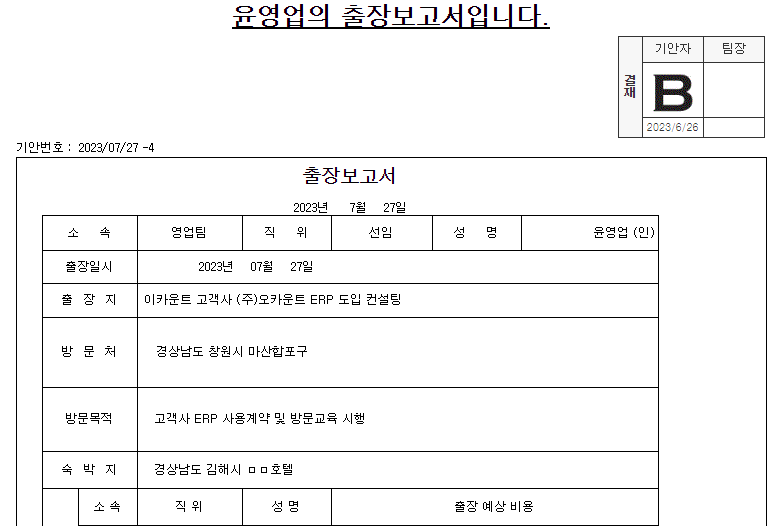 윤영업의 출장보고서입니다.
결재 기안자 팀장
B
2023/6/26
기안번호 : 2023/07/27 -4
출장보고서
2023년 7월 27일
소 속 영업팀 직 위 선임 성 명 윤영업 (인)
출장일시 2023년 07월 27일
출 장 지 이카운트 고객사 (주)오카운트 ERP 도입 컨설팅
방 문 처 경상남도 창원시 마산합포구
방문목적 고객사 ERP 사용계약 및 방문교육 시행
숙 박 지 경상남도 김해시 ㅁㅁ호텔
소 속 직 위 성 명 출장 예상 비용